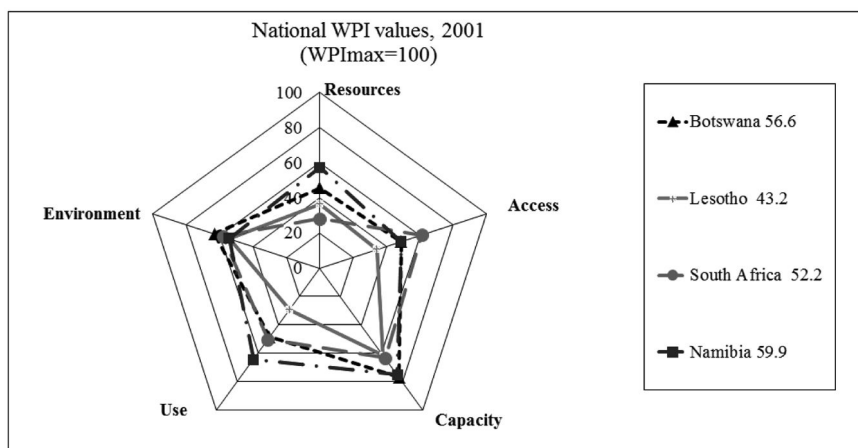 National WPI values, 2001
(WPImax=100)
Resources
100
80
60
40
20
0
Environment
Access
Use
Capacity
Botswana 56.6
Lesotho 43.2
South Africa 52.2
Namibia 59.9